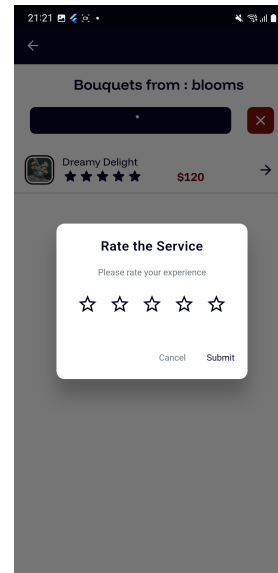 21:21
Bouquets from : blooms
*
Dreamy Delight
$120
Rate the Service
Please rate your experience
Cancel Submit